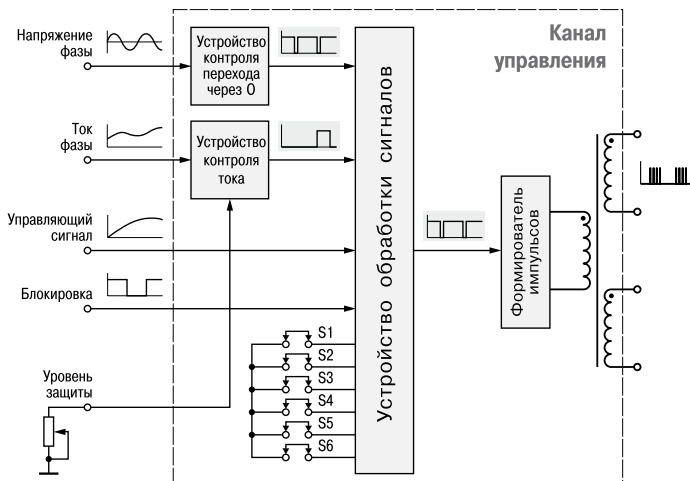 Напряжение
фазы
Устройство
контроля
перехода
через 0
Канал
управления
Ток
фазы
Устройство
контроля
тока
Управляющий
сигнал
Блокировка
Уровень
защиты
S1
S2
S3
S4
S5
S6
Устройство обработки сигналов
Формирователь
импульсов